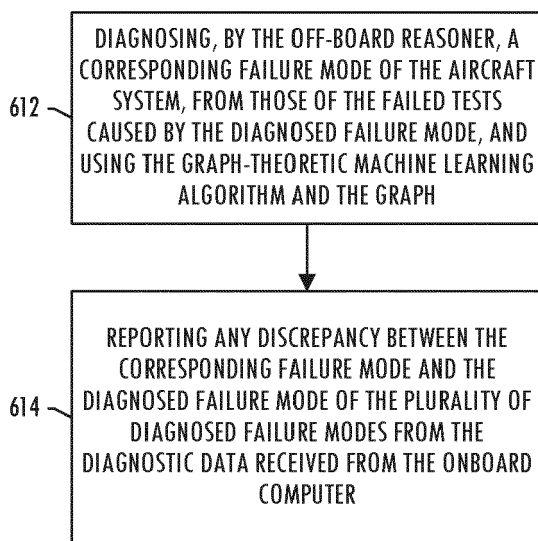 DIAGNOSING, BY THE OFF-BOARD REASONER, A
CORRESPONDING FAILURE MODE OF THE AIRCRAFT
SYSTEM, FROM THOSE OF THE FAILED TESTS
CAUSED BY THE DIAGNOSED FAILURE MODE, AND
USING THE GRAPH-THEORETIC MACHINE LEARNING
ALGORITHM AND THE GRAPH
612
REPORTING ANY DISCREPANCY BETWEEN THE
CORRESPONDING FAILURE MODE AND THE
DIAGNOSED FAILURE MODE OF THE PLURALITY OF
DIAGNOSED FAILURE MODES FROM THE
DIAGNOSTIC DATA RECEIVED FROM THE ONBOARD
COMPUTER
614